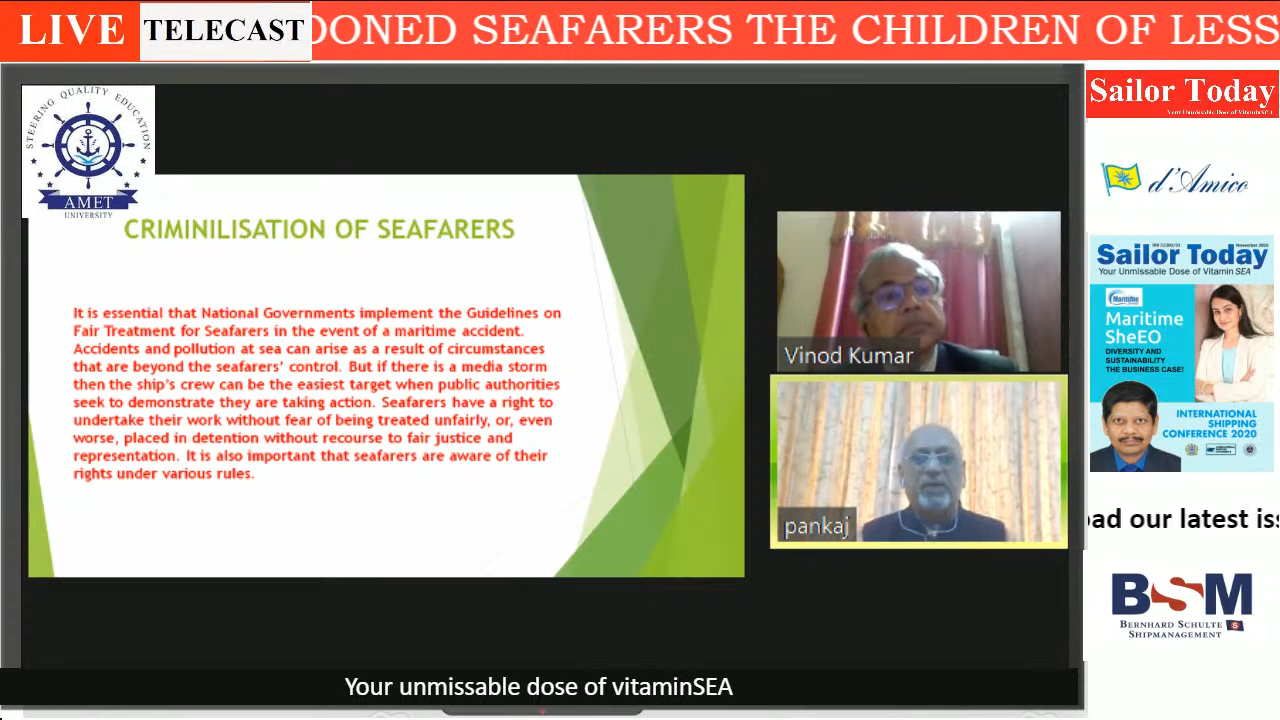 LIVE TELECAST
OONED SEAFARERS THE CHILDREN OF LESS
STEERING QUALITY EDUCATION
AMET
UNIVERSITY
CRIMINILISATION OF SEAFARERS
It is essential that National Governments implement the Guidelines on
Fair Treatment for Seafarers in the event of a maritime accident.
Accidents and pollution at sea can arise as a result of circumstances
that are beyond the seafarers' control. But if there is a media storm
then the ship's crew can be the easiest target when public authorities
seek to demonstrate they are taking action. Seafarers have a right to
undertake their work without fear of being treated unfairly, or, even
worse, placed in detention without recourse to fair justice and
representation. It is also important that seafarers are aware of their
rights under various rules.
Vinod Kumar
pankaj
Sailor Today
Your Unmissable Dose of VitaminSEA
d'Amico
November 2020
Sailor Today
Your Unmissable Dose of Vitamin SEA
Maritime
SheEO
DIVERSITY AND
SUSTAINABILITY
THE BUSINESS CASE!
INTERNATIONAL
SHIPPING
CONFERENCE 2020
oad our latest iss
BSM
BERNHARD SCHULTE
SHIPMANAGEMENT
S
Your unmissable dose of vitaminSEA